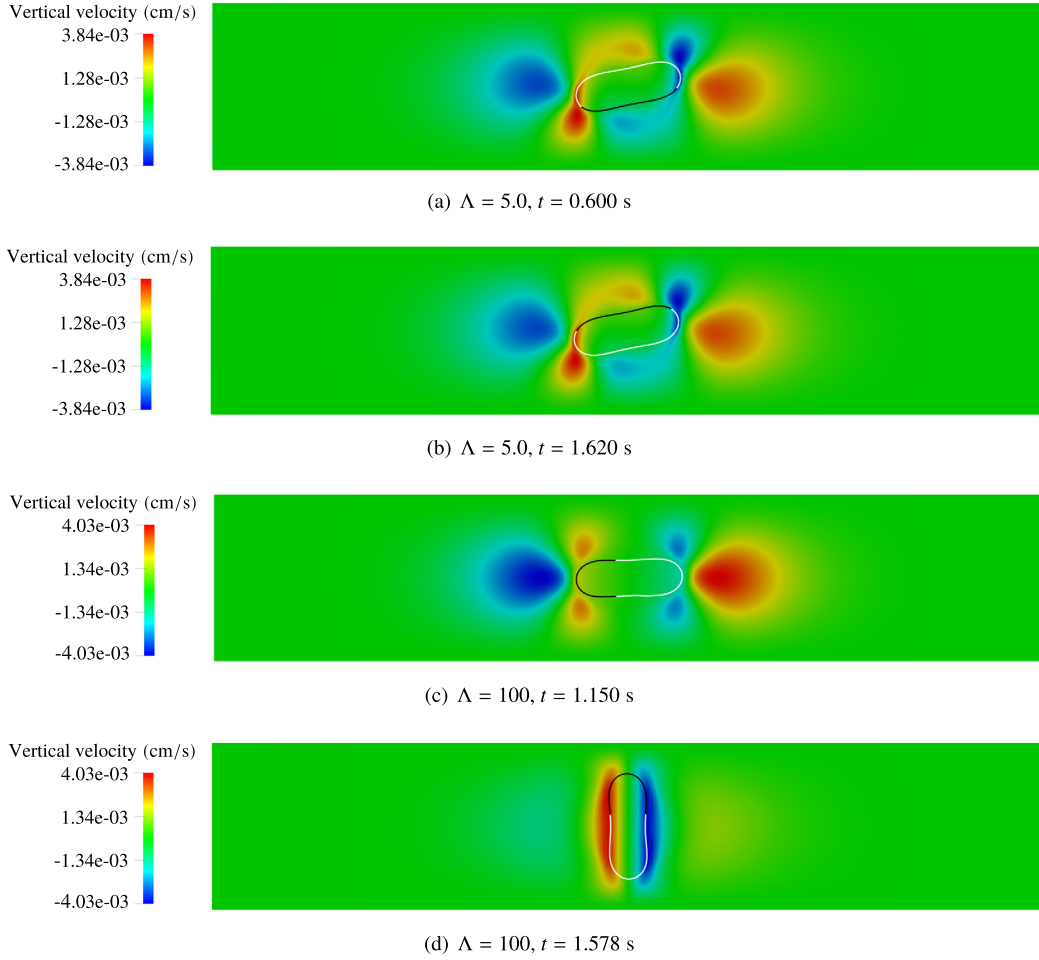 Vertical velocity (cm/s)
3.84e-03
1.28e-03
-1.28e-03
-3.84e-03
(a) Λ = 5.0, t = 0.600 s
Vertical velocity (cm/s)
3.84e-03
1.28e-03
-1.28e-03
-3.84e-03
(b) Λ = 5.0, t = 1.620 s
Vertical velocity (cm/s)
4.03e-03
1.34e-03
-1.34e-03
-4.03e-03
(c) Λ = 100, t = 1.150 s
Vertical velocity (cm/s)
4.03e-03
1.34e-03
-1.34e-03
-4.03e-03
(d) Λ = 100, t = 1.578 s